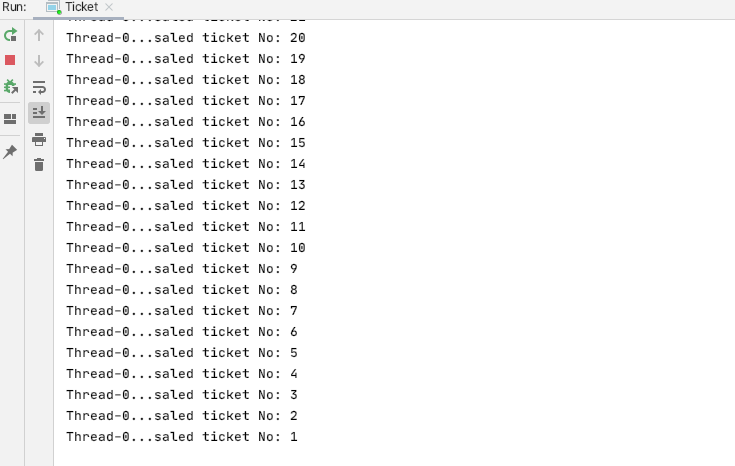 Run: Ticket
Thread-0...saled ticket No: 20
Thread-0...saled ticket No: 19
Thread-0...saled ticket No: 18
Thread-0...saled ticket No: 17
Thread-0...saled ticket No: 16
Thread-0...saled ticket No: 15
Thread-0...saled ticket No: 14
Thread-0...saled ticket No: 13
Thread-0...saled ticket No: 12
Thread-0...saled ticket No: 11
Thread-0...saled ticket No: 10
Thread-0...saled ticket No: 9
Thread-0...saled ticket No: 8
Thread-0...saled ticket No: 7
Thread-0...saled ticket No: 6
Thread-0...saled ticket No: 5
Thread-0...saled ticket No: 4
Thread-0...saled ticket No: 3
Thread-0...saled ticket No: 2
Thread-0...saled ticket No: 1